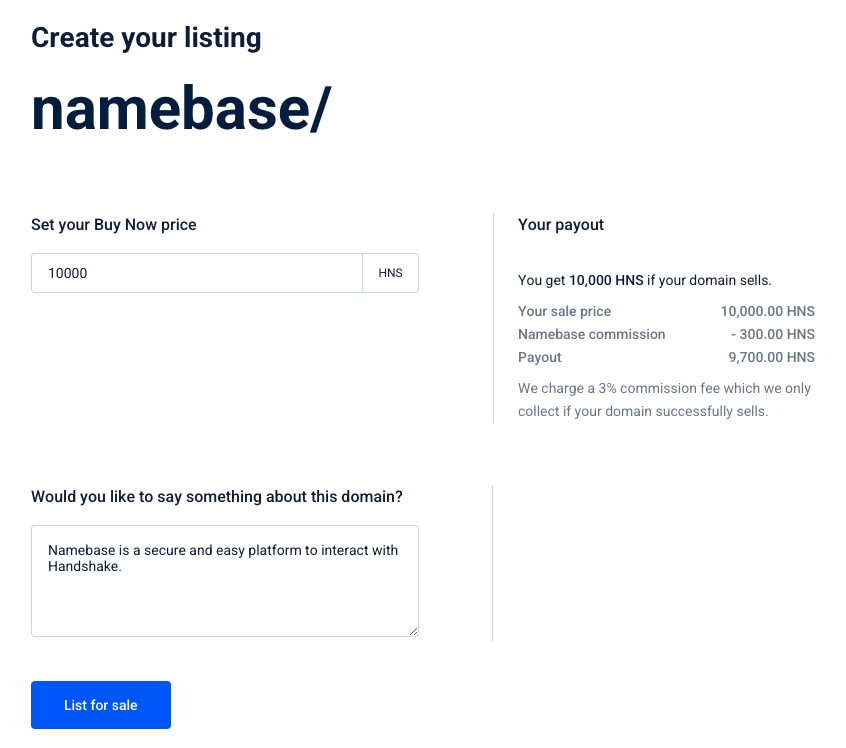 Create your listing
namebase/
Set your Buy Now price
10000 HNS
Your payout
You get 10,000 HNS if your domain sells.
Your sale price 10,000.00 HNS
Namebase commission - 300.00 HNS
Payout 9,700.00 HNS
We charge a 3% commission fee which we only
collect if your domain successfully sells.
Would you like to say something about this domain?
Namebase is a secure and easy platform to interact with
Handshake.
List for sale